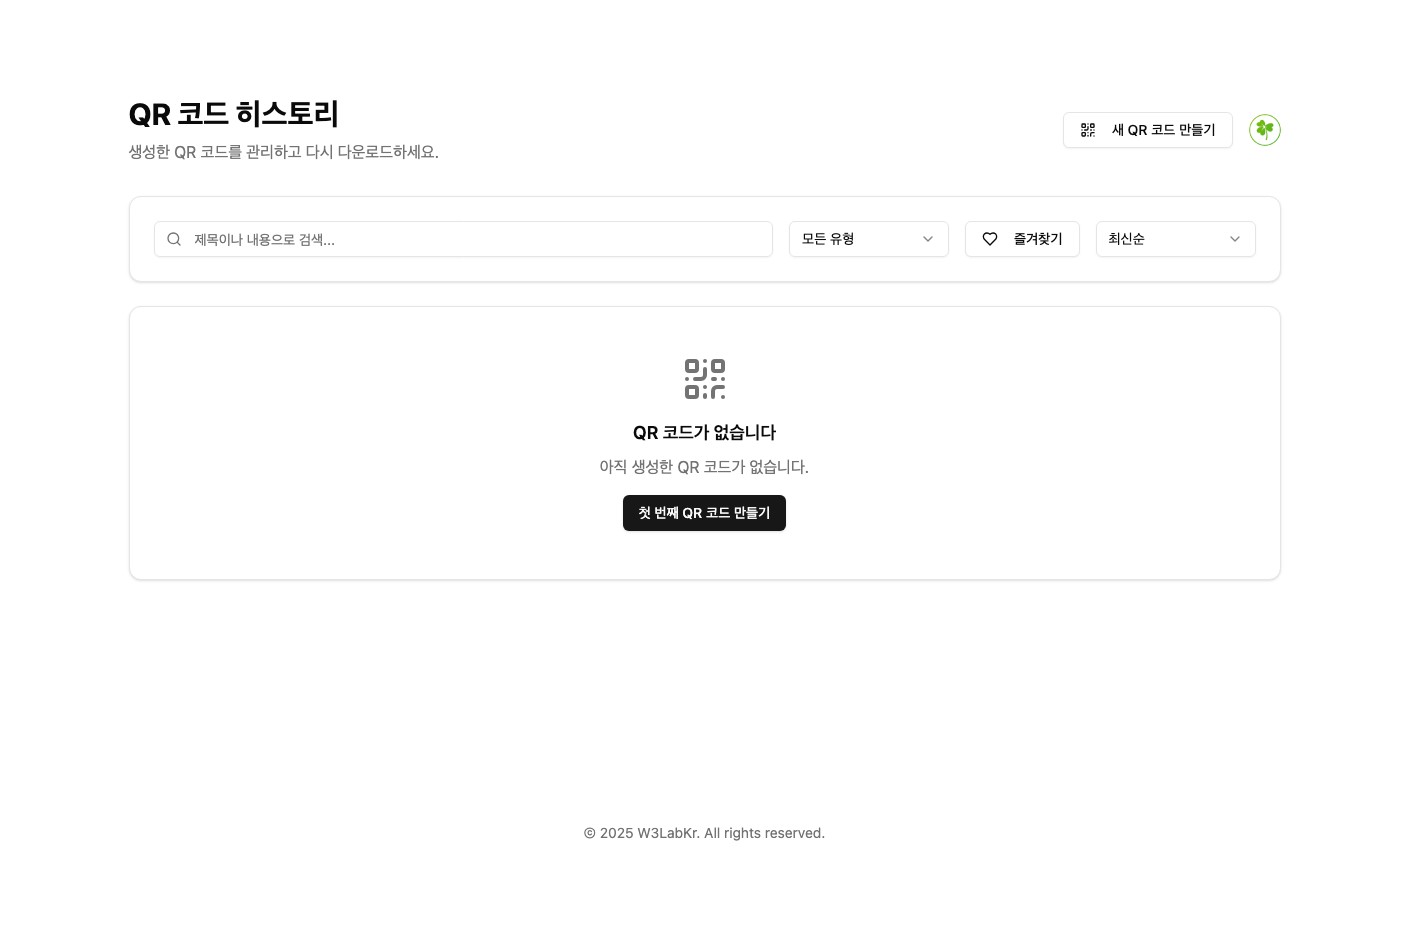 QR 코드 히스토리
생성한 QR 코드를 관리하고 다시 다운로드하세요.
새 QR 코드 만들기
제목이나 내용으로 검색...
모든 유형
즐겨찾기
최신순
QR 코드가 없습니다
아직 생성한 QR 코드가 없습니다.
첫 번째 QR 코드 만들기
© 2025 W3LabKr. All rights reserved.